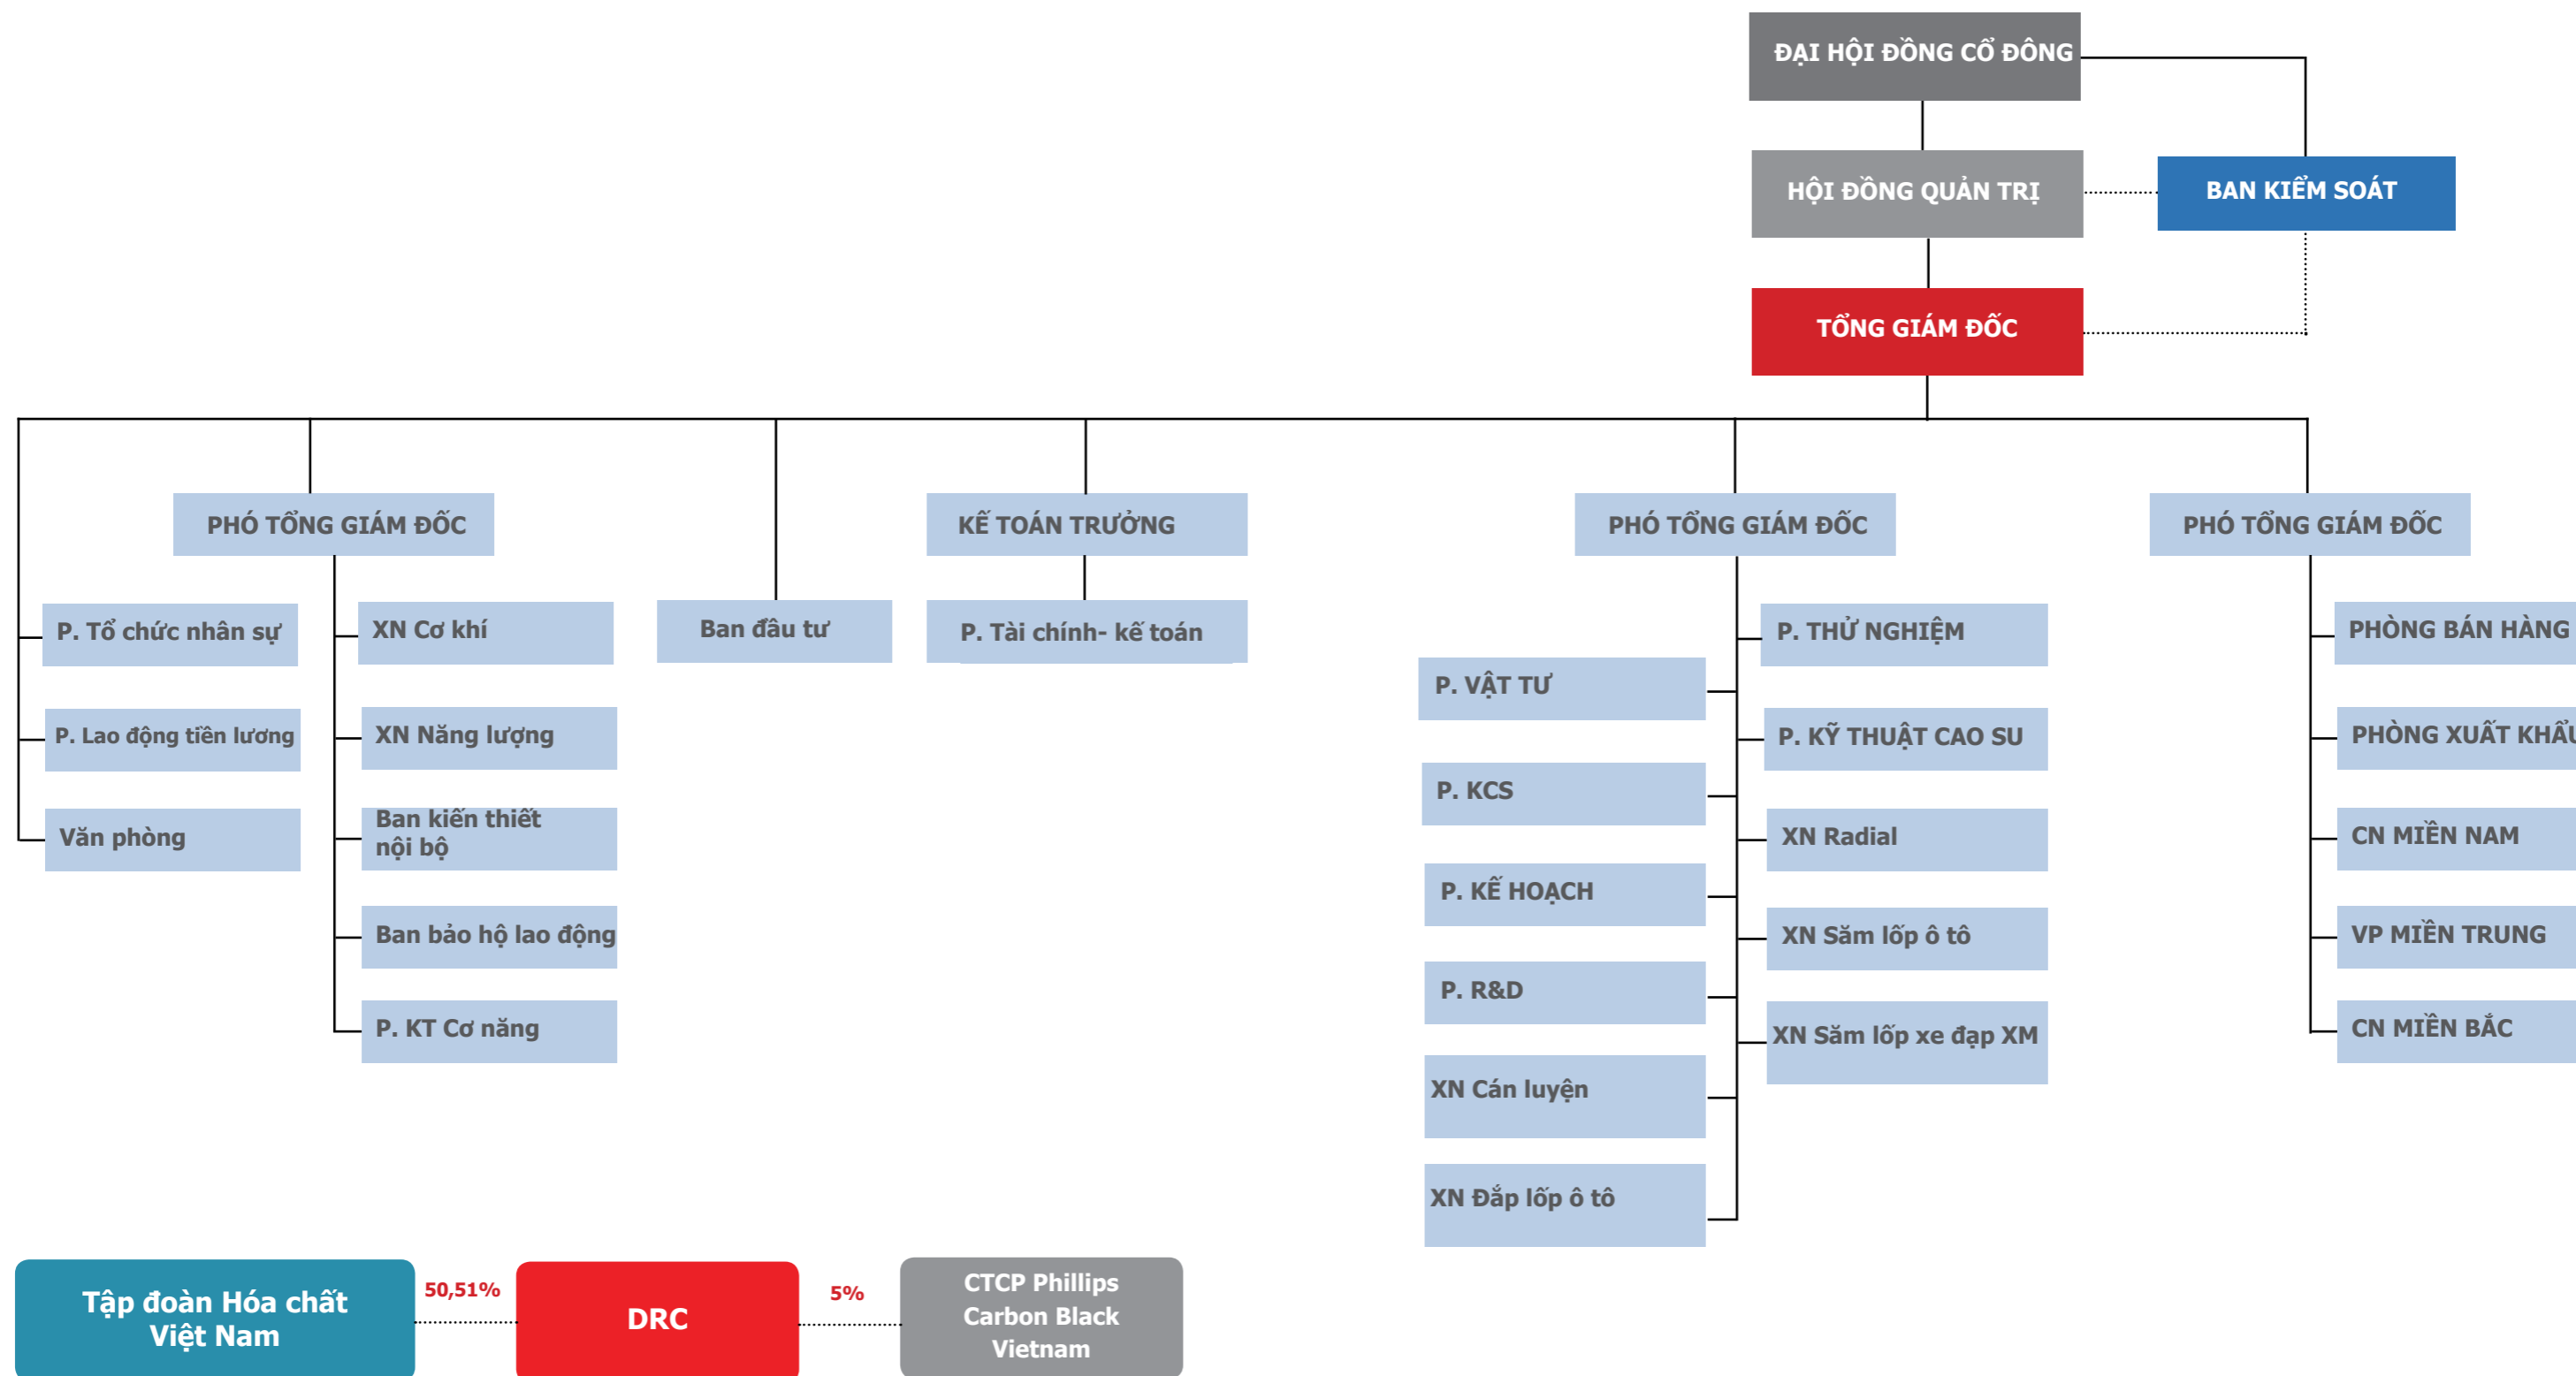 ĐẠI HỘI ĐỒNG CỔ ĐÔNG
HỘI ĐỒNG QUẢN TRỊ
BAN KIỂM SOÁT
TỔNG GIÁM ĐỐC
PHÓ TỔNG GIÁM ĐỐC
KẾ TOÁN TRƯỞNG
PHÓ TỔNG GIÁM ĐỐC
PHÓ TỔNG GIÁM ĐỐC
P. Tổ chức nhân sự
P. Lao động tiền lương
Văn phòng
XN Cơ khí
XN Năng lượng
Ban kiến thiết
nội bộ
Ban bảo hộ lao động
P. KT Cơ năng
Ban đầu tư
P. Tài chính- kế toán
P. VẬT TƯ
P. KCS
P. KẾ HOẠCH
P. R&D
XN Cán luyện
XN Đắp lốp ô tô
P. THỬ NGHIỆM
P. KỸ THUẬT CAO SU
XN Radial
XN Săm lốp ô tô
XN Săm lốp xe đạp XM
PHÒNG BÁN HÀNG
PHÒNG XUẤT KHẨU
CN MIỀN NAM
VP MIỀN TRUNG
CN MIỀN BẮC
Tập đoàn Hóa chất
Việt Nam
50,51%
DRC
5%
CTCP Phillips
Carbon Black
Vietnam